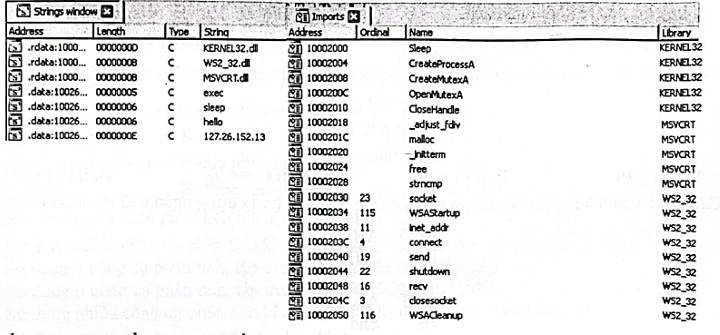 Strings window
Address Length Type String
.rdata:1000... 0000000D C KERNEL32.dll
.rdata:1000... 0000000B C WS2_32.dll
.rdata:1000... 0000000B C MSVCRT.dll
.data:10026... 00000005 C exec
.data:10026... 00000006 C sleep
.data:10026... 00000006 C hello
.data:10026... 0000000E C 127.26.152.13
Imports
Address Ordinal Name Library
10002000 Sleep KERNEL32
10002004 CreateProcessA KERNEL32
10002008 CreateMutexA KERNEL32
1000200C OpenMutexA KERNEL32
10002010 CloseHandle KERNEL32
10002018 _adjust_fdiv MSVCRT
1000201C malloc MSVCRT
10002020 _initterm MSVCRT
10002024 free MSVCRT
10002028 strncmp MSVCRT
10002030 23 socket WS2_32
10002034 115 WSAStartup WS2_32
10002038 11 inet_addr WS2_32
1000203C 4 connect WS2_32
10002040 19 send WS2_32
10002044 22 shutdown WS2_32
10002048 16 recv WS2_32
1000204C 3 closesocket WS2_32
10002050 116 WSACleanup WS2_32